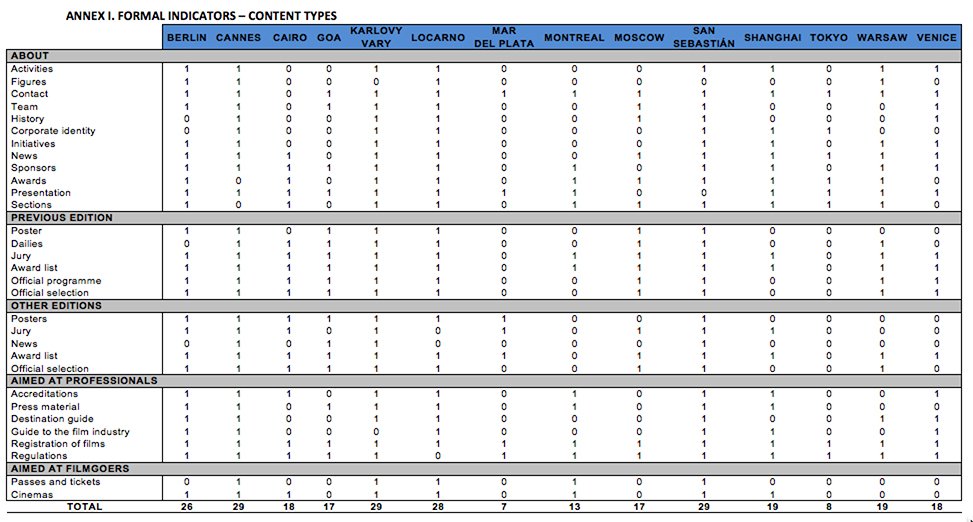 ANNEX I. FORMAL INDICATORS – CONTENT TYPES
BERLIN CANNES CAIRO GOA KARLOVY VARY LOCARNO MAR DEL PLATA MONTREAL MOSCOW SAN SEBASTIÁN SHANGHAI TOKYO WARSAW VENICE
ABOUT
Activities 1 1 0 0 1 1 0 0 0 1 1 0 1 1
Figures 1 1 0 0 0 1 0 0 0 0 0 0 1 0
Contact 1 1 0 1 1 1 1 1 1 1 1 1 1 1
Team 1 1 0 1 1 1 0 0 1 1 0 0 0 1
History 0 1 0 0 1 1 0 0 1 1 0 0 0 1
Corporate identity 0 1 0 0 1 1 0 0 0 1 1 1 0 0
Initiatives 1 1 0 0 1 1 0 0 0 1 1 0 1 1
News 1 1 1 0 1 1 0 0 1 1 1 1 1 1
Sponsors 1 1 1 1 1 1 0 1 0 1 1 0 1 1
Awards 1 0 1 0 1 1 0 1 1 1 1 1 1 0
Presentation 1 1 1 1 1 1 1 1 0 0 1 1 1 1
Sections 1 0 1 0 1 1 0 1 1 1 1 1 1 0
PREVIOUS EDITION
Poster 1 1 0 1 1 1 0 0 1 1 0 0 0 0
Dailies 0 1 1 1 1 1 0 0 1 1 0 0 1 0
Jury 1 1 1 1 1 1 0 1 1 1 1 0 1 1
Award list 1 1 1 1 1 1 0 1 1 1 1 0 1 1
Official programme 1 1 1 1 1 1 0 0 1 1 0 0 1 1
Official selection 1 1 1 1 1 1 0 0 1 1 0 0 1 1
OTHER EDITIONS
Posters 1 1 1 1 1 1 1 0 0 1 0 0 0 0
Jury 1 1 1 0 1 0 1 0 1 1 1 0 0 0
News 0 1 0 1 1 0 0 0 0 1 0 0 0 0
Award list 1 1 1 1 1 1 1 0 1 1 1 0 1 1
Official selection 1 1 1 1 1 1 0 0 1 1 0 0 1 0
AIMED AT PROFESSIONALS
Accreditations 1 1 1 0 1 1 0 1 0 1 1 0 0 1
Press material 1 1 0 1 1 1 0 1 0 1 1 0 0 0
Destination guide 1 1 0 0 1 1 0 0 0 1 0 0 1 1
Guide to the film industry 1 1 0 0 0 1 0 0 0 1 1 0 0 1
Registration of films 1 1 1 1 1 1 1 1 1 1 1 1 1 1
Regulations 1 1 1 1 1 0 1 1 1 1 1 1 1 1
AIMED AT FILMGOERS
Passes and tickets 0 1 0 0 1 1 0 1 0 1 0 0 0 0
Cinemas 1 1 1 0 1 1 0 1 0 1 1 0 0 0
TOTAL 26 29 18 17 29 28 7 13 17 29 19 8 19 18